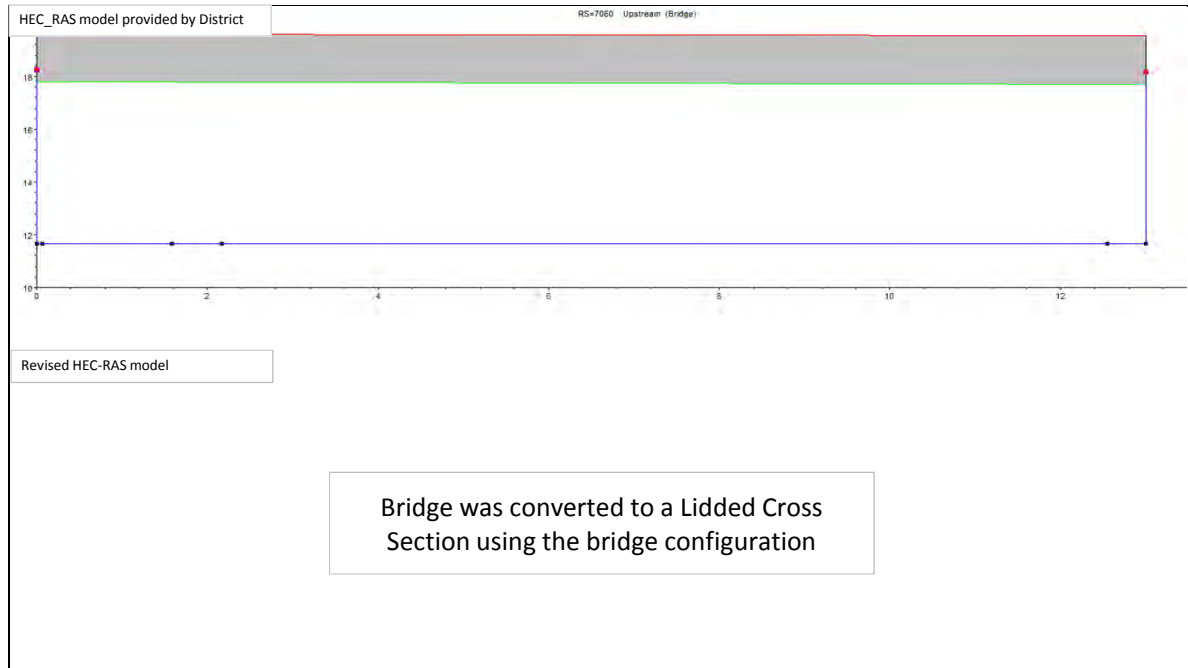 HEC_RAS model provided by District
RS=7060 Upstream (Bridge)
18
16
14
12
10
0 2 4 6 8 10 12
Revised HEC-RAS model
Bridge was converted to a Lidded Cross
Section using the bridge configuration